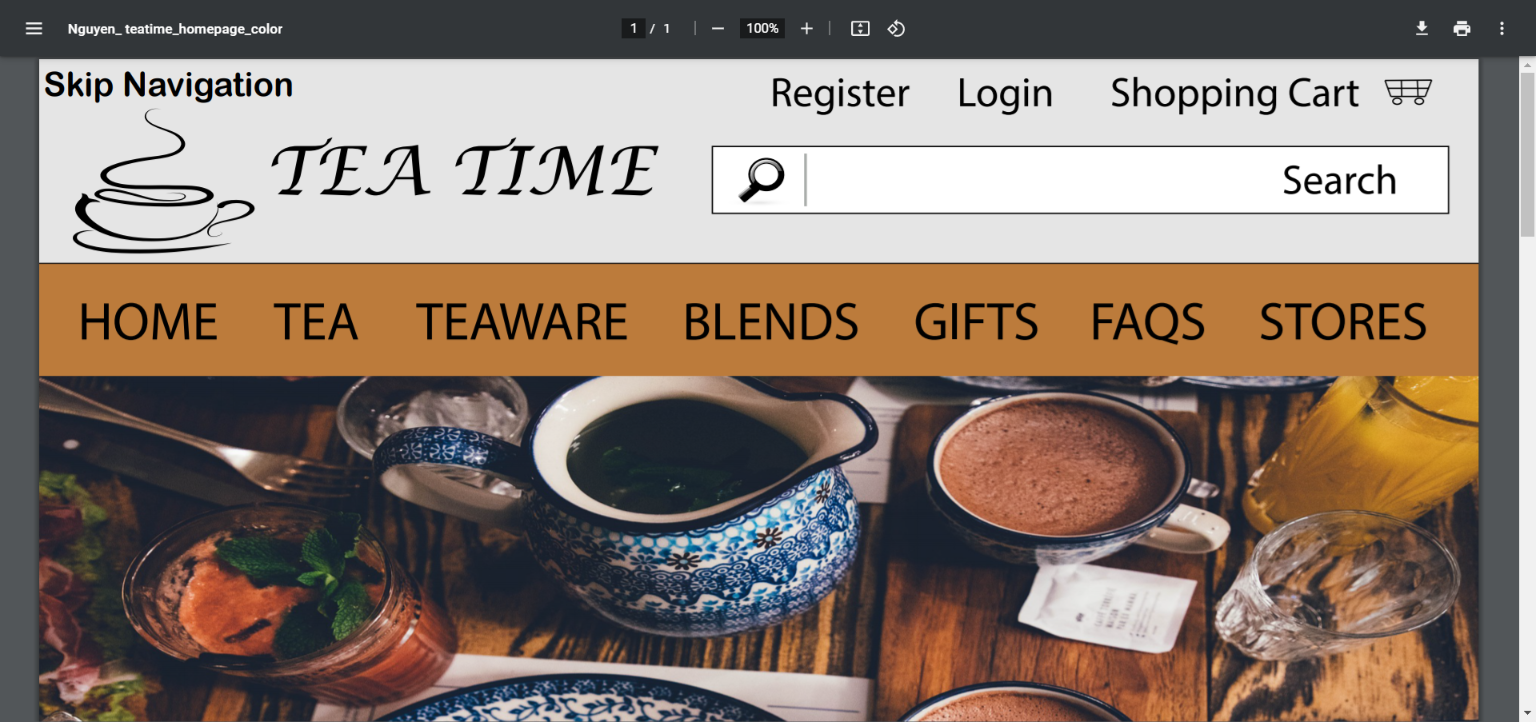 Nguyen_ teatime_homepage_color
1 / 1
100%
Skip Navigation
Register Login Shopping Cart
TEA TIME
Search
HOME TEA TEAWARE BLENDS GIFTS FAQS STORES